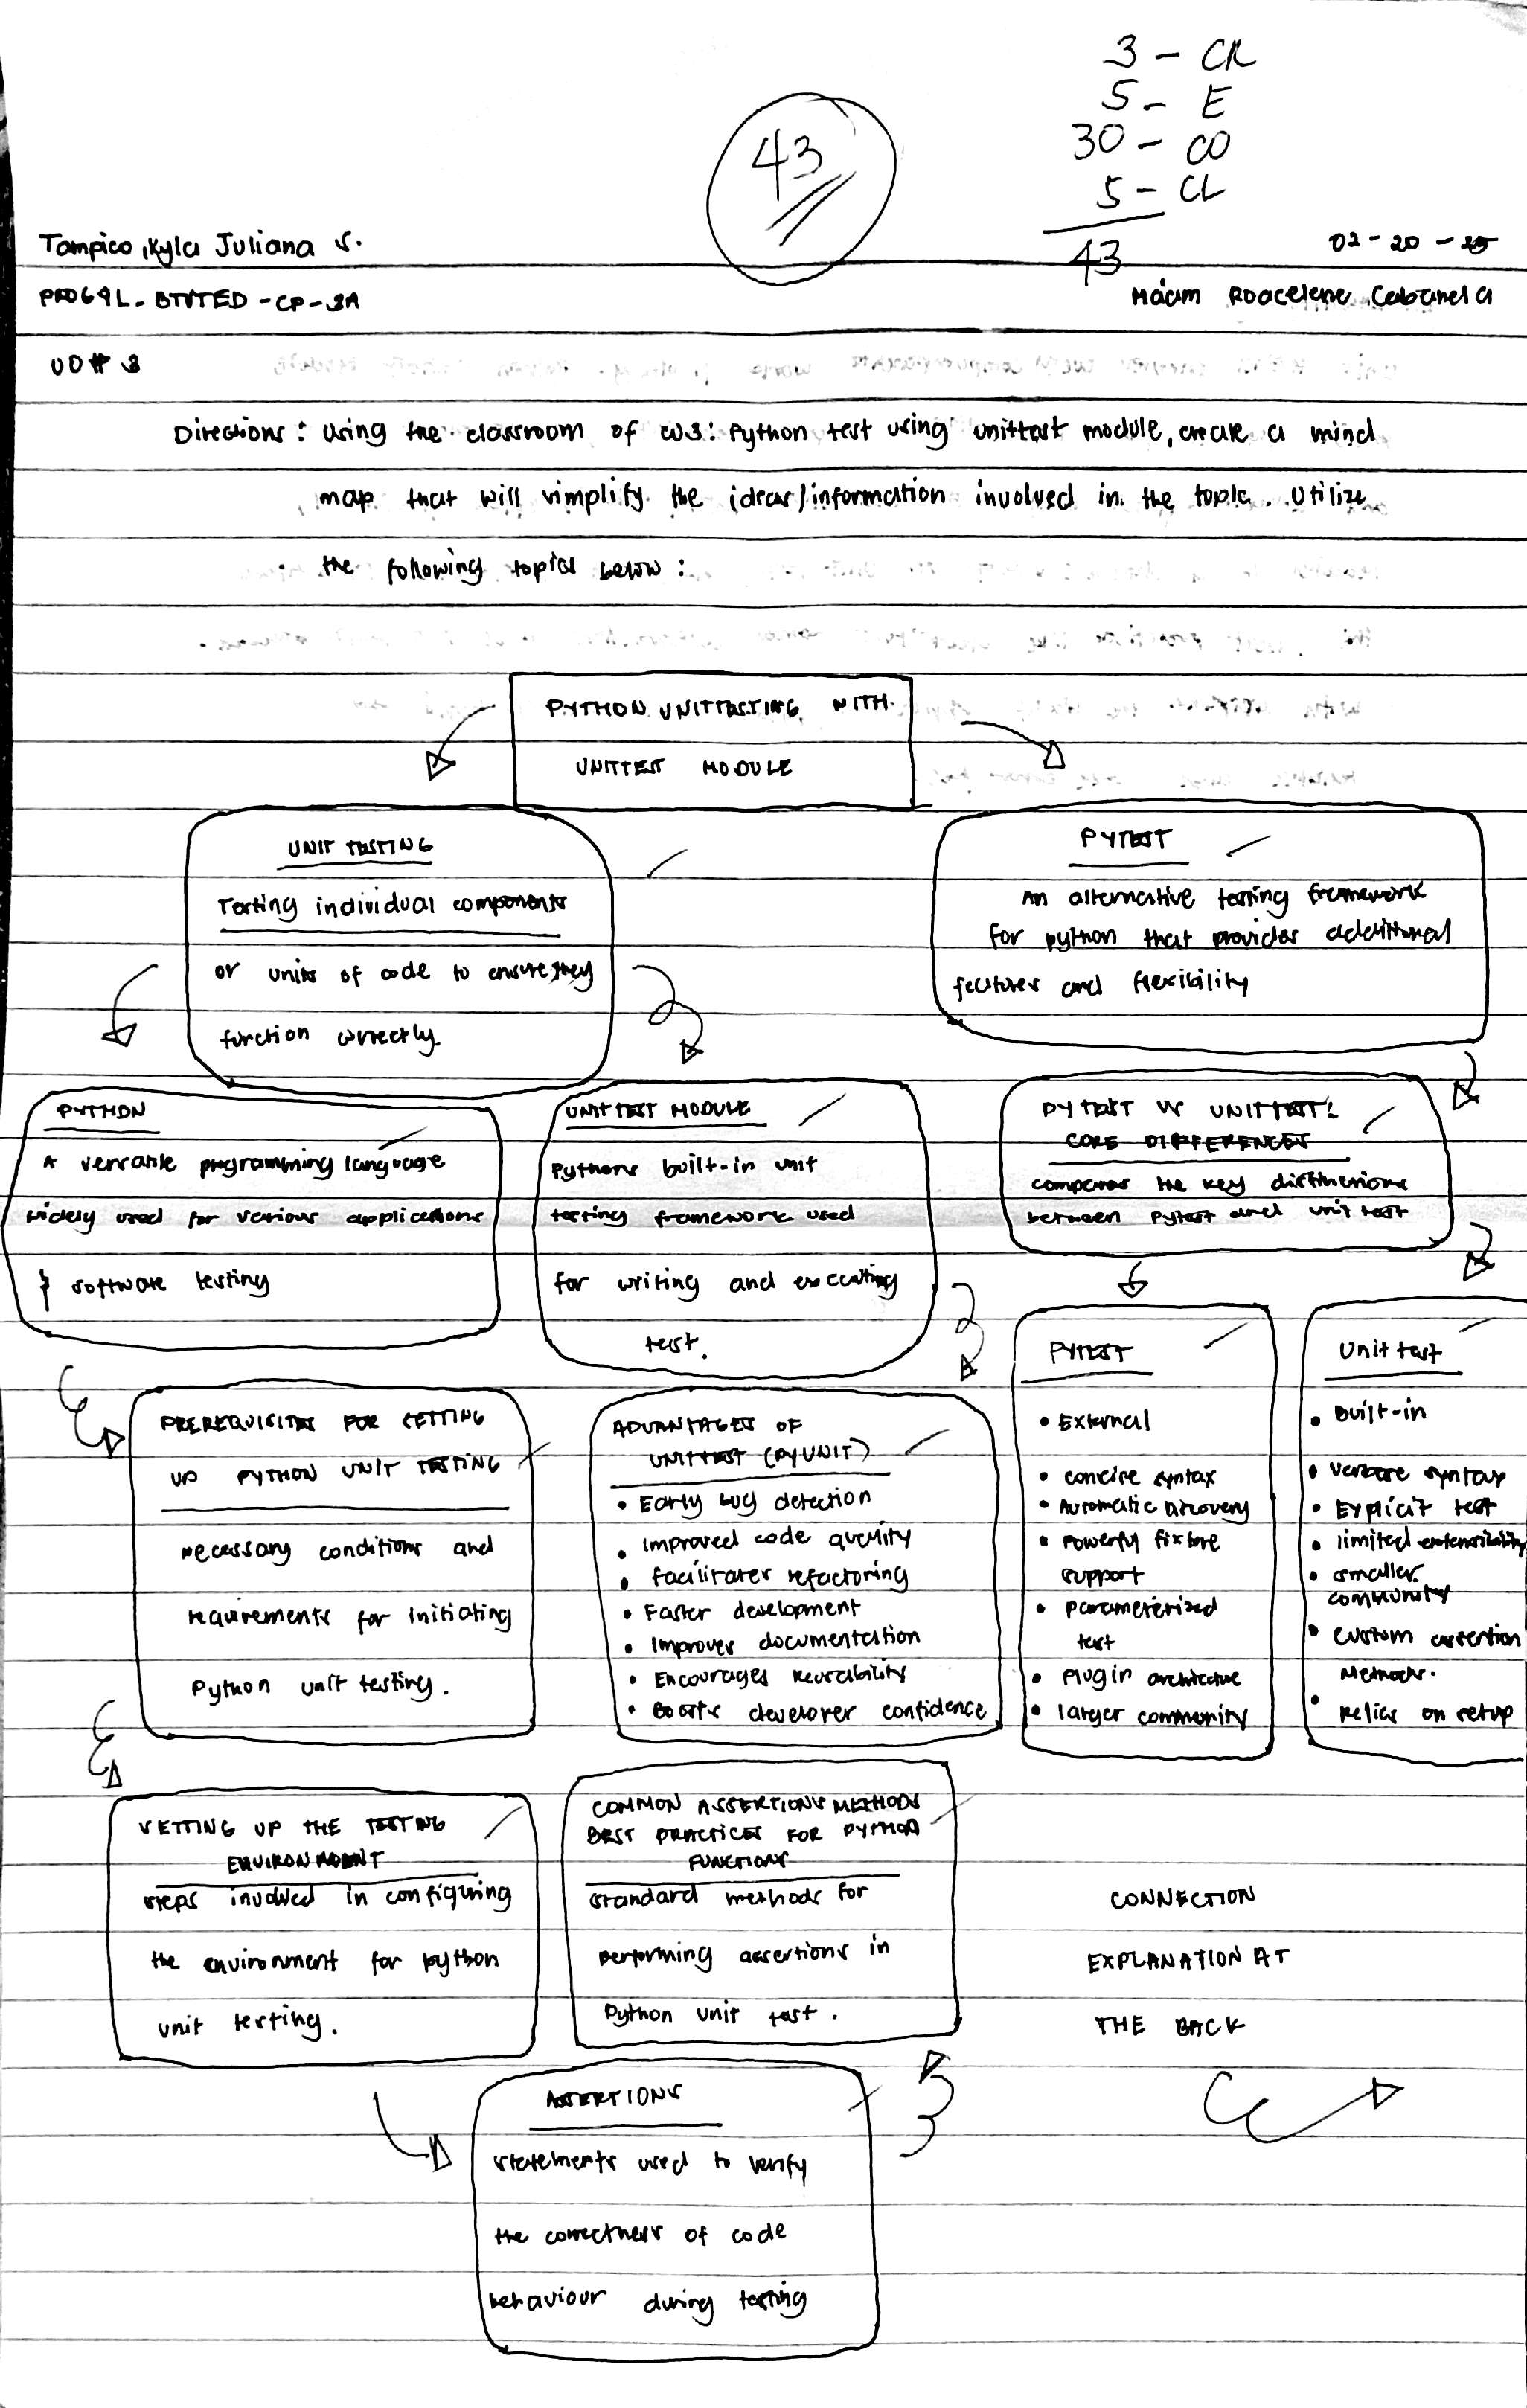 3 - CR
5 - E
30 - CO
5 - CL
43
43
Tampico, Kyla Juliana S.
02 - 20 - 25
BTVTED - CP - 3A
Ma'am Roacelene Cabanela
Directions: Using the classroom of W3: Python test using unittest module, create a mind
map that will simplify the ideas/information involved in the topic. Utilize
the following topics below:
PYTHON UNITTESTING WITH
UNITTEST MODULE
UNIT TESTING
Testing individual components
or units of code to ensure they
function correctly.
PYTEST
An alternative testing framework
for python that provides additional
features and flexibility
PYTHON
A versatile programming language
widely used for various applications
& software testing
UNITTEST MODULE
Pythons built-in unit
testing framework used
for writing and executing
test.
PYTEST VS UNITTEST:
CORE DIFFERENCES
compares the key distinctions
between Pytest and unit test
PYTEST
• External
• concise syntax
• Automatic Discovery
• Powerful fixture
support
• parameterized
test
• Plugin architecture
• larger community
Unit test
• Built-in
• Verbose syntax
• Explicit test
• limited extensibility
• smaller
community
• custom assertion
Methods.
• Relies on setup
PREREQUISITES FOR SETTING
UP PYTHON UNIT TESTING
necessary conditions and
requirements for initiating
Python unit testing.
ADVANTAGES OF
UNITTEST (PYUNIT)
• Early bug detection
• Improved code quality
• facilitates refactoring
• Faster development
• Improves documentation
• Encourages Reusability
• Boosts developer confidence
SETTING UP THE TESTING
ENVIRONMENT
steps involved in configuring
the environment for python
unit testing.
COMMON ASSERTIONS METHODS
BEST PRACTICES FOR PYTHON
FUNCTIONS
standard methods for
performing assertions in
Python unit test.
CONNECTION
EXPLANATION AT
THE BACK
ASSERTIONS
statements used to verify
the correctness of code
behaviour during testing